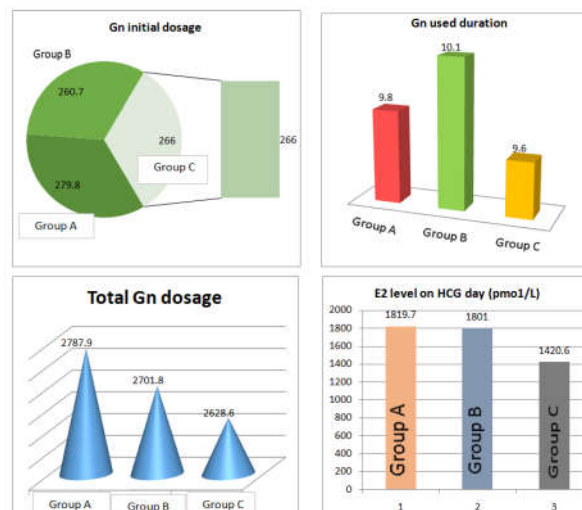 Gn initial dosage
Group B
260.7
266
266
Group C
279.8
Group A
Gn used duration
10.1
9.8
9.6
Group A
Group B
Group C
Total Gn dosage
2787.9
2701.8
2628.6
Group A
Group B
Group C
E2 level on HCG day (pmo1/L)
2000
1800
1600
1400
1200
1000
800
600
400
200
0
1819.7
1801
1420.6
Group A
Group B
Group C
1
2
3